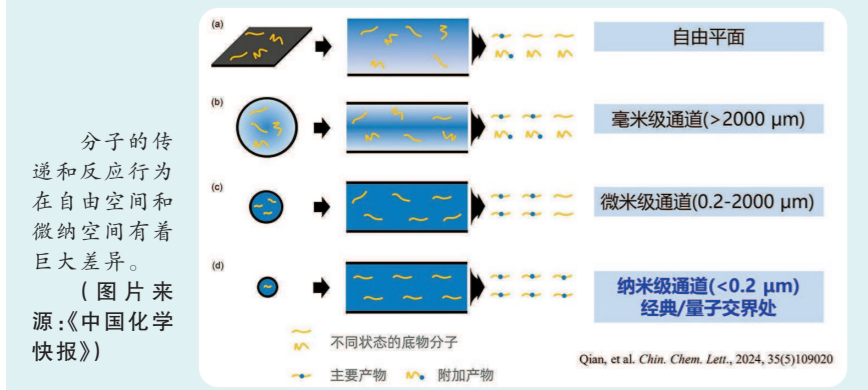 分子的传
递和反应行为
在自由空间和
微纳空间有着
巨大差异。
（图片来
源:《中国化学
快报》）
(a)
自由平面
(b)
毫米级通道(>2000 μm)
(c)
微米级通道(0.2-2000 μm)
(d)
纳米级通道(<0.2 μm)
经典/量子交界处
不同状态的底物分子
主要产物 附加产物
Qian, et al. Chin. Chem. Lett., 2024, 35(5)109020